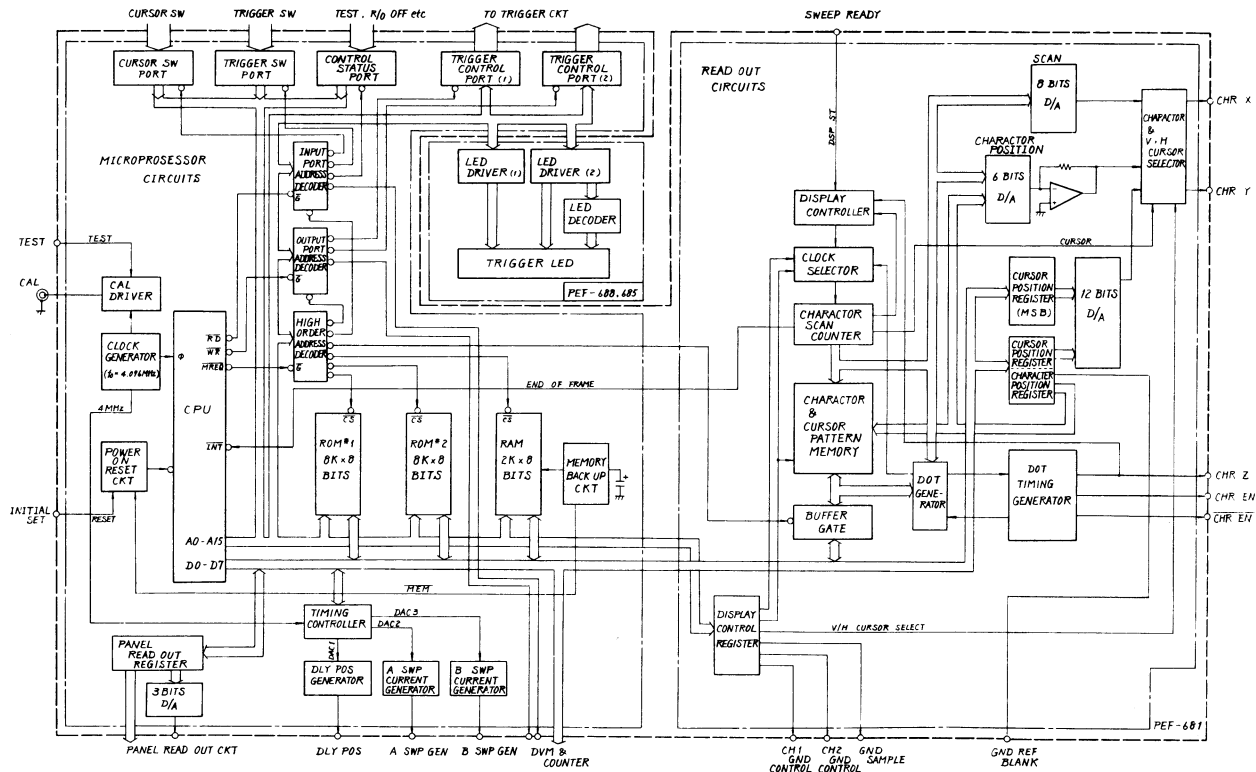 CURSOR SW
TRIGGER SW
TEST. R/O OFF etc
TO TRIGGER CKT
SWEEP READY
CURSOR SW
PORT
TRIGGER SW
PORT
CONTROL
STATUS
PORT
TRIGGER
CONTROL
PORT (1)
TRIGGER
CONTROL
PORT (2)
READ OUT
CIRCUITS
SCAN
8 BITS
D/A
CHARACTOR
&
V.H
CURSOR
SELECTOR
CHR X
CHR Y
MICROPROSESSOR
CIRCUITS
INPUT
PORT
ADDRESS
DECODER
G
LED
DRIVER (1)
LED
DRIVER (2)
LED
DECODER
TRIGGER LED
PEF-688.685
DSP ST
CHARACTOR
POSITION
6 BITS
D/A
DISPLAY
CONTROLLER
CLOCK
SELECTOR
CHARACTOR
SCAN
COUNTER
CURSOR
CURSOR
POSITION
REGISTER
(MSB)
12 BITS
D/A
CURSOR
POSITION
REGISTER
CHARACTER
POSITION
REGISTER
OUTPUT
PORT
ADDRESS
DECODER
G
TEST
TEST
CAL
CAL DRIVER
CLOCK
GENERATOR
(fo = 4.096MHz)
φ
CPU
RD
WR
MREQ
INT
HIGH
ORDER
ADDRESS
DECODER
G
END OF FRAME
4MHz
POWER
ON
RESET
CKT
INITIAL
SET
RESET
CS
ROM#1
8K×8
BITS
CS
ROM#2
8K×8
BITS
CS
RAM
2K×8
BITS
MEMORY
BACK UP
CKT
+
CHARACTOR
&
CURSOR
PATTERN
MEMORY
DOT
GENE-
RATOR
DOT
TIMING
GENERATOR
CHR Z
CHR EN
CHR EN
BUFFER
GATE
A0-A15
D0-D7
MEM
TIMING
CONTROLLER
DAC3
DAC2
DAC1
DISPLAY
CONTROL
REGISTER
V/H CURSOR SELECT
PANEL
READ OUT
REGISTER
3 BITS
D/A
DLY POS
GENERATOR
A SWP
CURRENT
GENERATOR
B SWP
CURRENT
GENERATOR
PEF-681
PANEL READ OUT CKT
DLY POS
A SWP GEN
B SWP GEN
DVM &
COUNTER
CH1
GND
CONTROL
CH2
GND
CONTROL
GND
SAMPLE
GND REF
BLANK